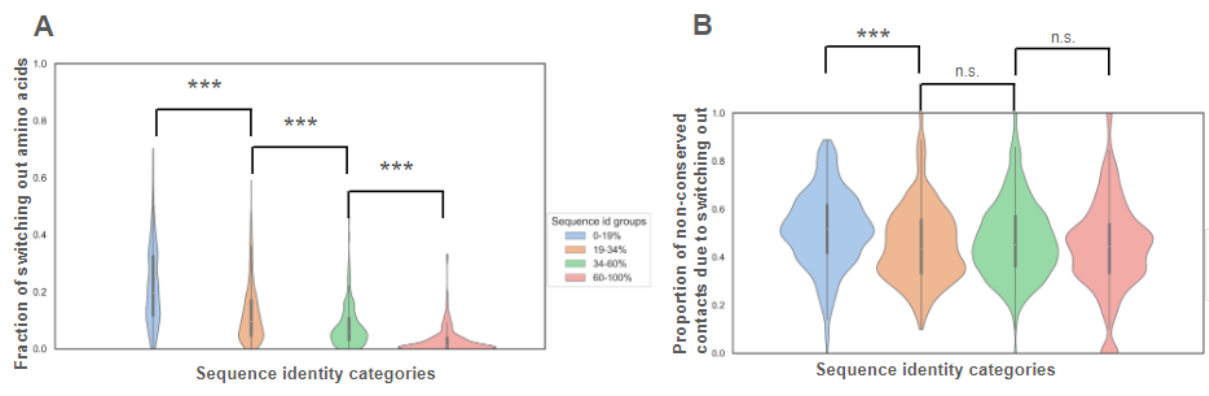 A
Fraction of switching out amino acids
1.0
0.8
0.6
0.4
0.2
0.0
***
***
***
Sequence identity categories
Sequence id groups
0-19%
19-34%
34-60%
60-100%
B
Proportion of non-conserved
contacts due to switching out
1.0
0.8
0.6
0.4
0.2
0.0
***
n.s.
n.s.
Sequence identity categories